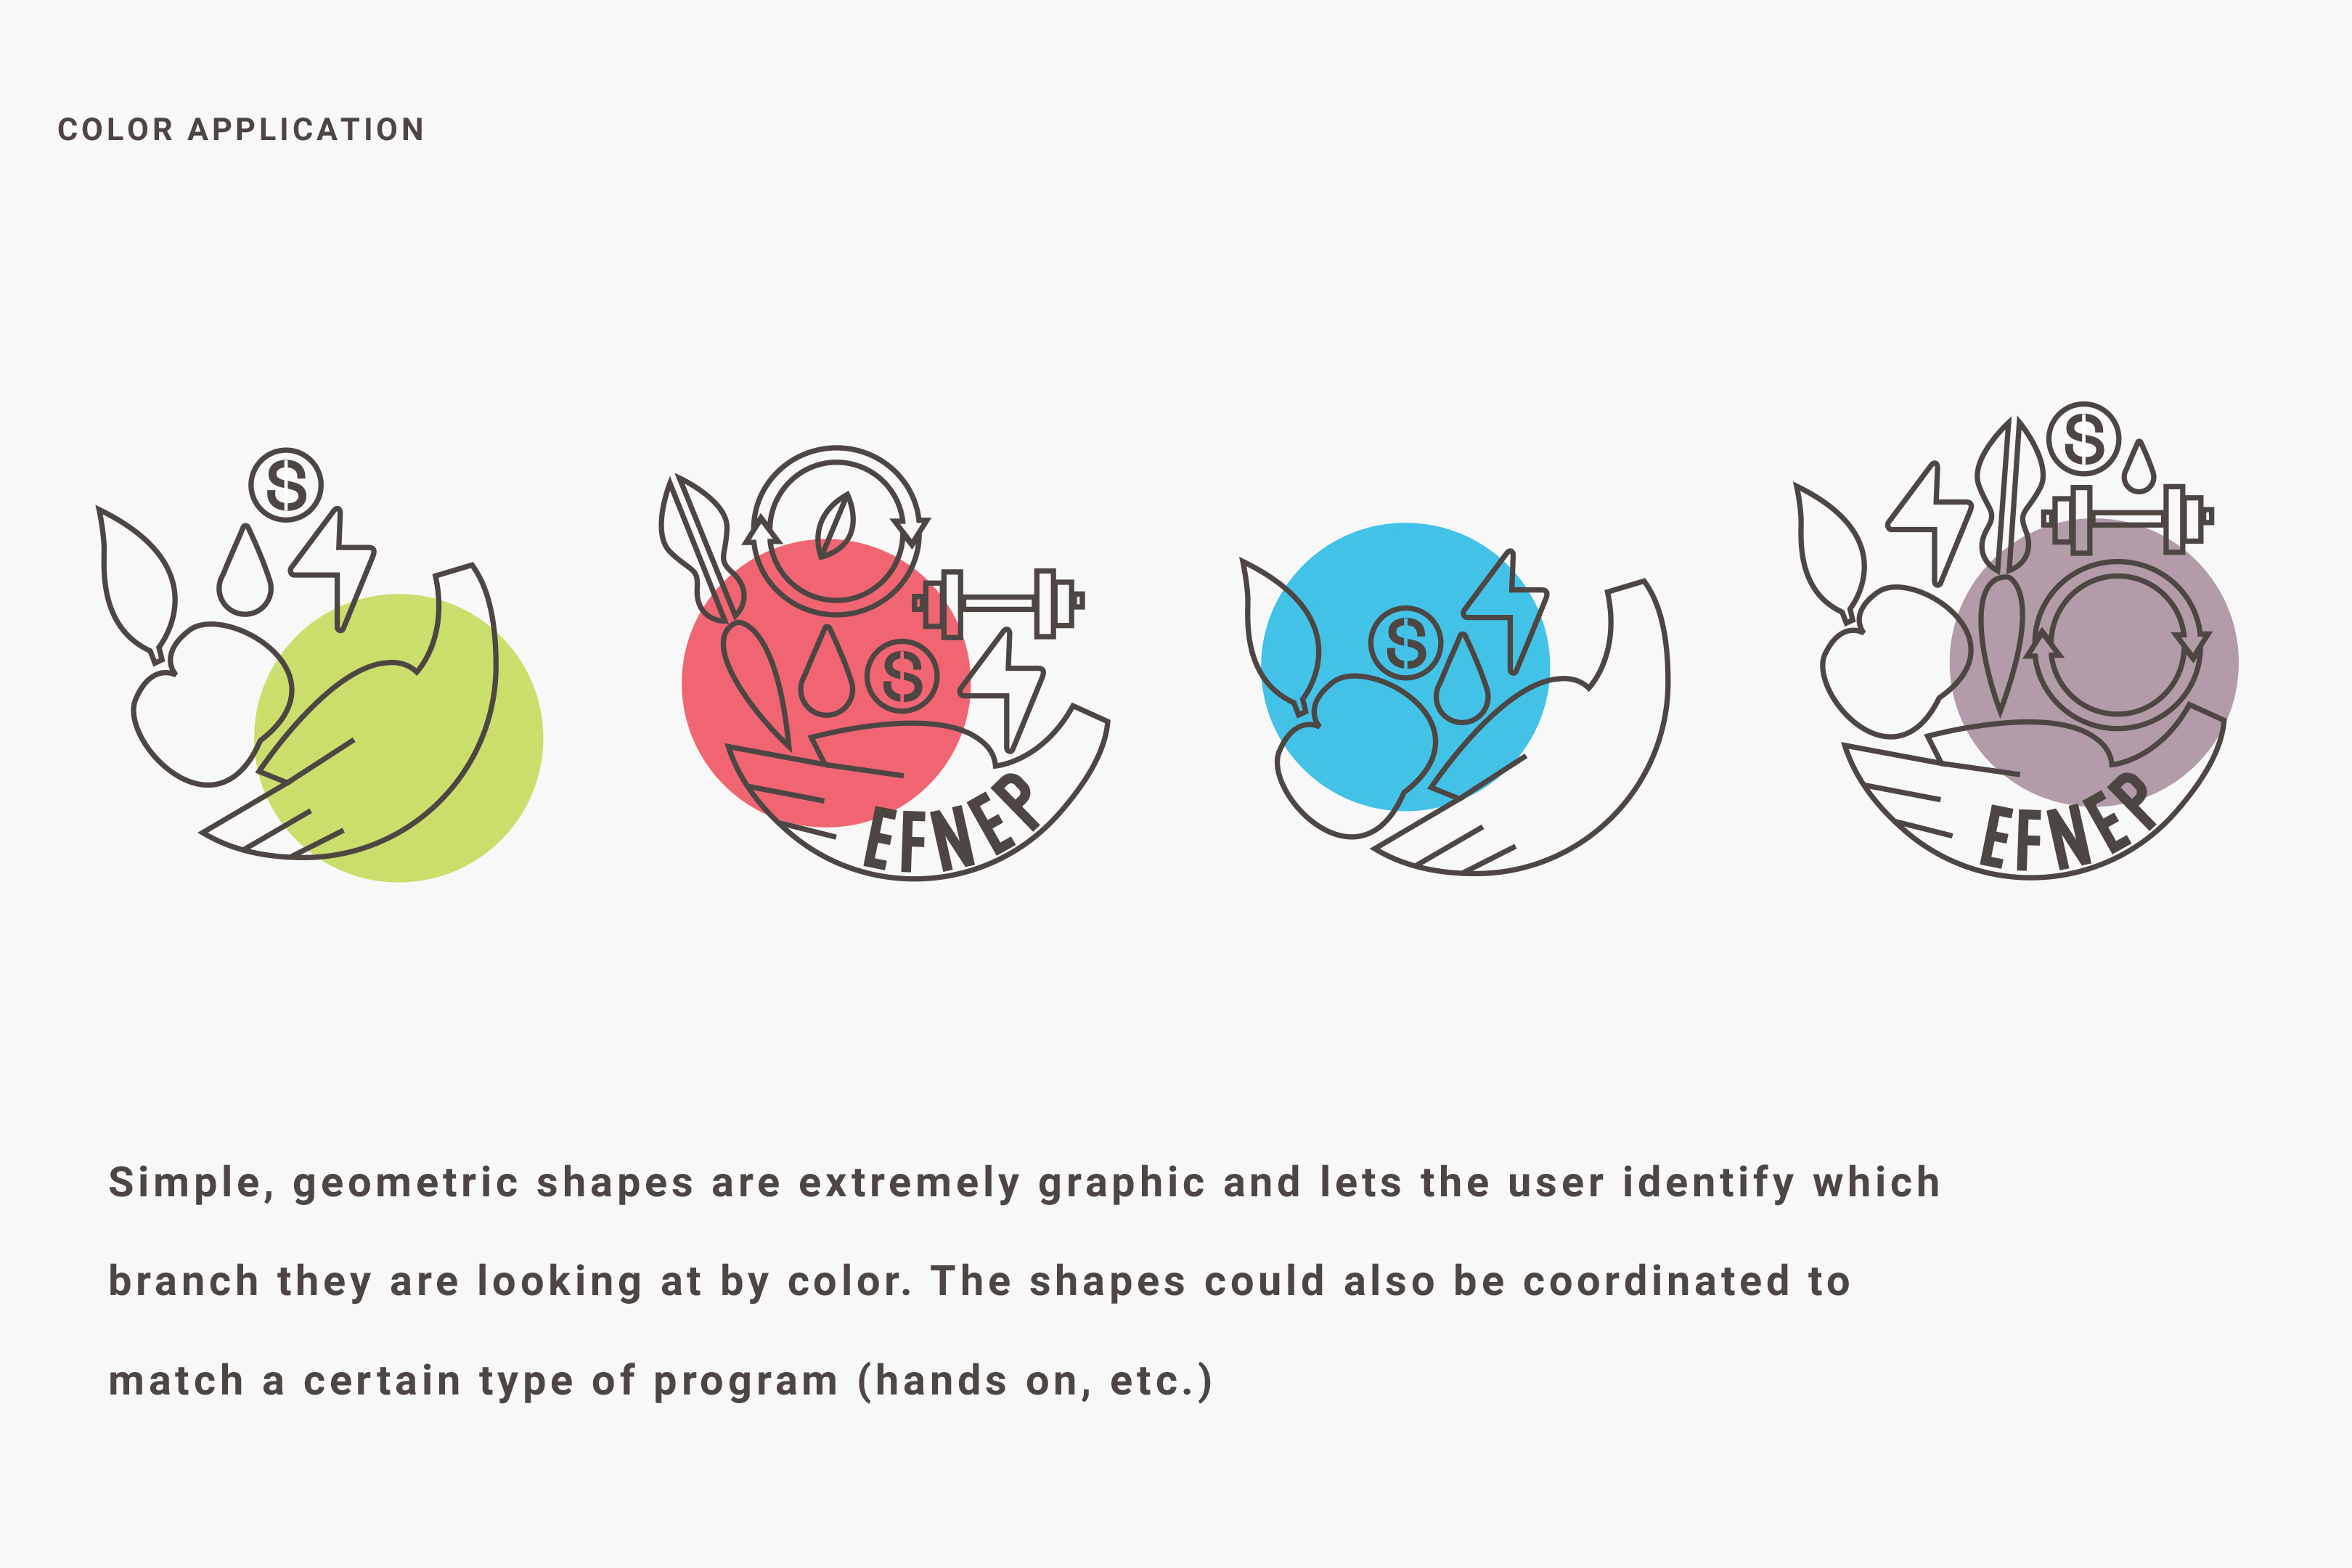 COLOR APPLICATION
$
$
$
$
EFNEP
EFNEP
Simple, geometric shapes are extremely graphic and lets the user identify which
branch they are looking at by color. The shapes could also be coordinated to
match a certain type of program (hands on, etc.)